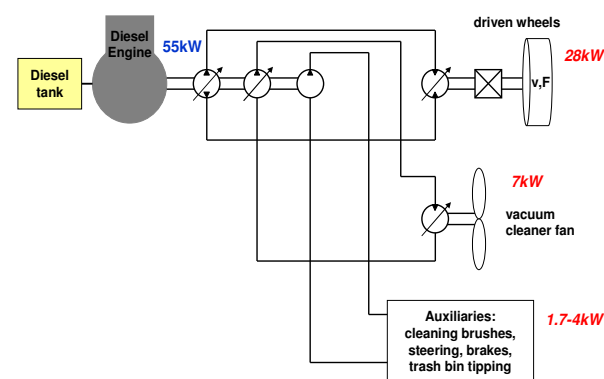 driven wheels
Diesel
Engine
55kW
28kW
Diesel
tank
v,F
7kW
vacuum
cleaner fan
Auxiliaries:
cleaning brushes,
steering, brakes,
trash bin tipping
1.7-4kW